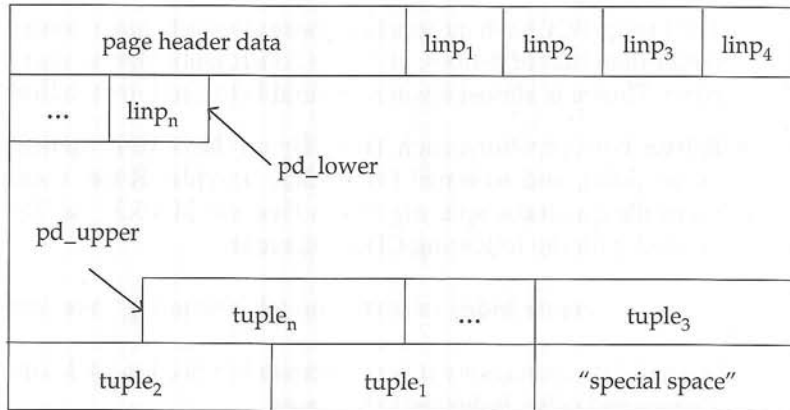 page header data linp₁ linp₂ linp₃ linp₄
... linpₙ
pd_lower
pd_upper
tupleₙ ... tuple₃
tuple₂ tuple₁ “special space”